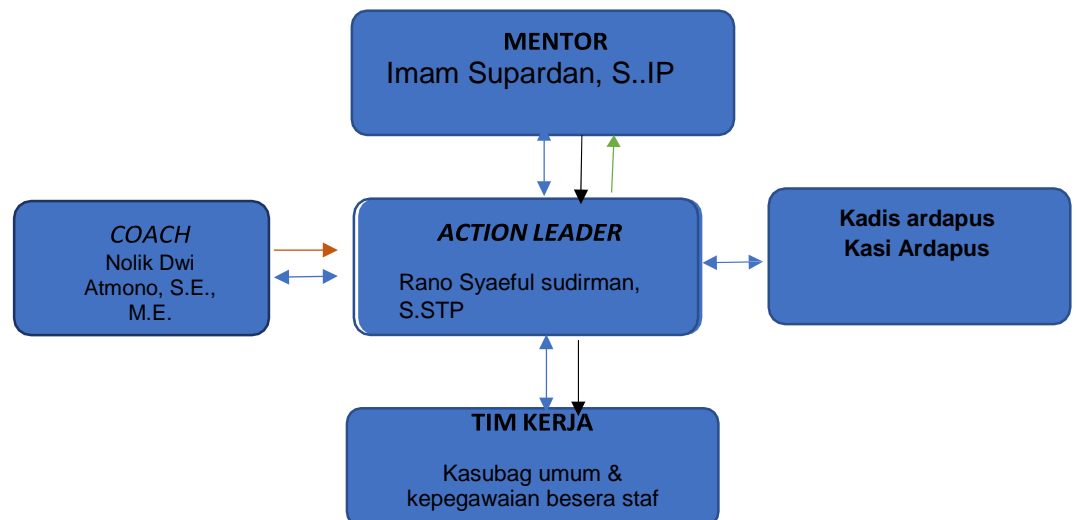 MENTOR
Imam Supardan, S..IP
COACH
Nolik Dwi
Atmono, S.E.,
M.E.
ACTION LEADER
Rano Syaeful sudirman,
S.STP
Kadis ardapus
Kasi Ardapus
TIM KERJA
Kasubag umum &
kepegawaian besera staf